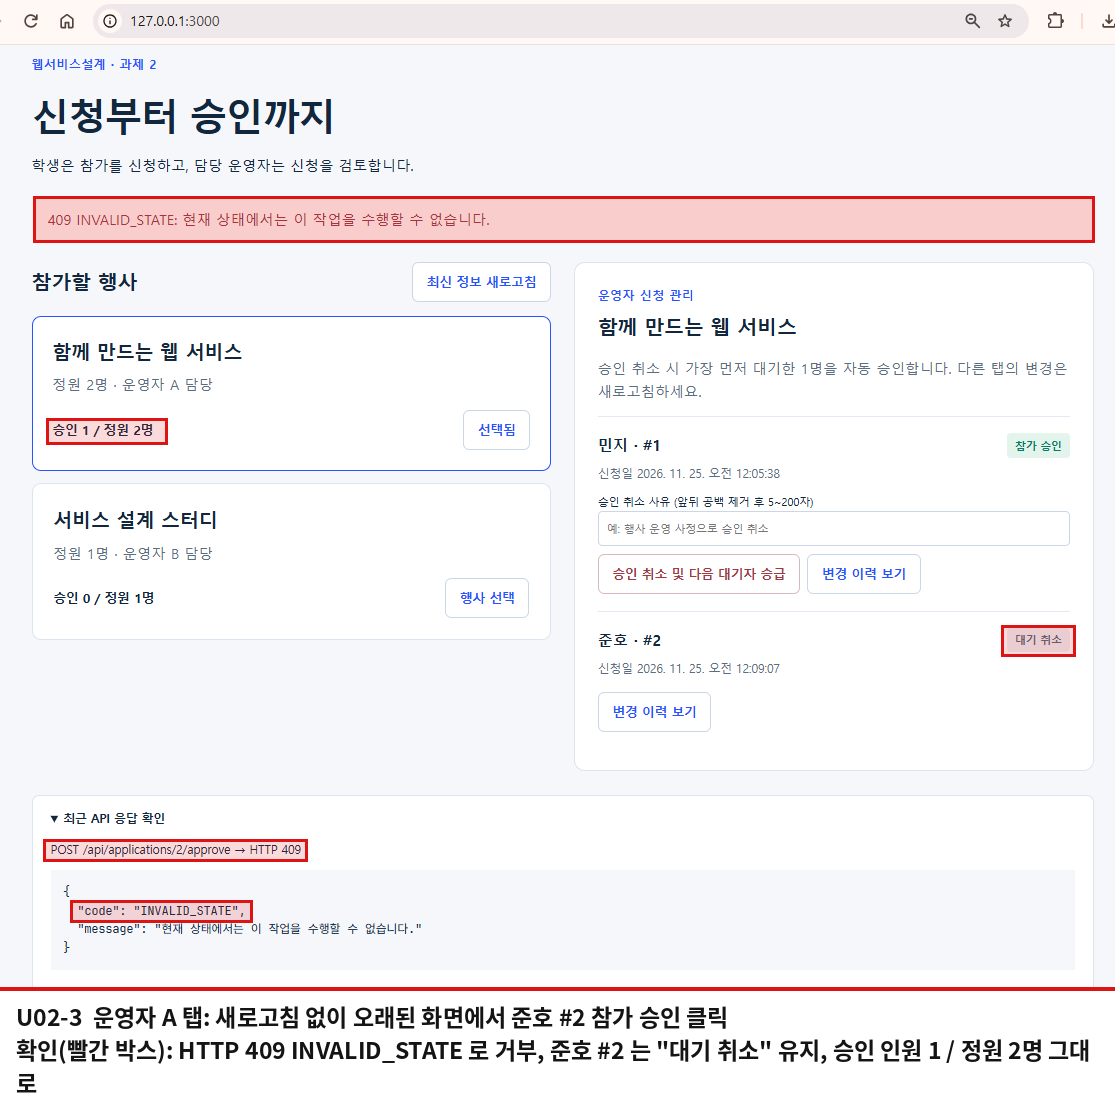 127.0.0.1:3000
웹서비스설계 · 과제 2
신청부터 승인까지
학생은 참가를 신청하고, 담당 운영자는 신청을 검토합니다.
409 INVALID_STATE: 현재 상태에서는 이 작업을 수행할 수 없습니다.
참가할 행사
최신 정보 새로고침
함께 만드는 웹 서비스
정원 2명 · 운영자 A 담당
승인 1 / 정원 2명
선택됨
서비스 설계 스터디
정원 1명 · 운영자 B 담당
승인 0 / 정원 1명
행사 선택
운영자 신청 관리
함께 만드는 웹 서비스
승인 취소 시 가장 먼저 대기한 1명을 자동 승인합니다. 다른 탭의 변경은
새로고침하세요.
민지 · #1
참가 승인
신청일 2026. 11. 25. 오전 12:05:38
승인 취소 사유 (앞뒤 공백 제거 후 5~200자)
예: 행사 운영 사정으로 승인 취소
승인 취소 및 다음 대기자 승급
변경 이력 보기
준호 · #2
대기 취소
신청일 2026. 11. 25. 오전 12:09:07
변경 이력 보기
▼ 최근 API 응답 확인
POST /api/applications/2/approve → HTTP 409
{
"code": "INVALID_STATE",
"message": "현재 상태에서는 이 작업을 수행할 수 없습니다."
}
U02-3 운영자 A 탭: 새로고침 없이 오래된 화면에서 준호 #2 참가 승인 클릭
확인(빨간 박스): HTTP 409 INVALID_STATE 로 거부, 준호 #2 는 "대기 취소" 유지, 승인 인원 1 / 정원 2명 그대
로